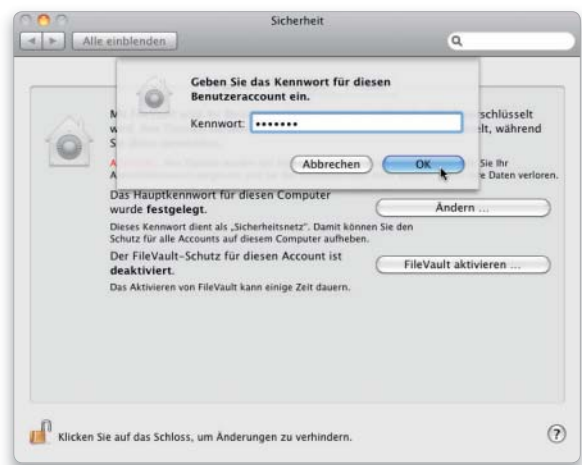 Sicherheit
Alle einblenden
Geben Sie das Kennwort für diesen
Benutzeraccount ein.
Kennwort: •••••••
Abbrechen
OK
schlüsselt
während
Sie Ihr
Daten verloren.
Das Hauptkennwort für diesen Computer
wurde festgelegt.
Ändern ...
Dieses Kennwort dient als „Sicherheitsnetz“. Damit können Sie den
Schutz für alle Accounts auf diesem Computer aufheben.
Der FileVault-Schutz für diesen Account ist
deaktiviert.
FileVault aktivieren ...
Das Aktivieren von FileVault kann einige Zeit dauern.
Klicken Sie auf das Schloss, um Änderungen zu verhindern.
?